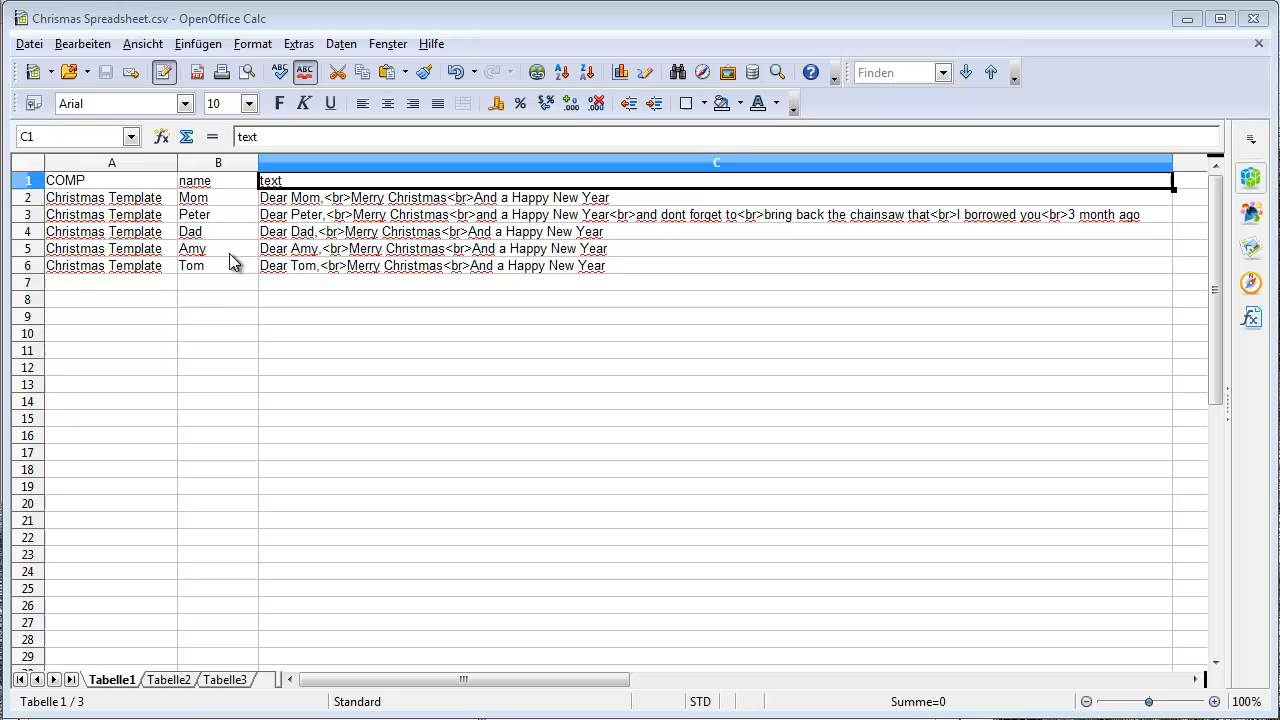 Chrismas Spreadsheet.csv - OpenOffice Calc
Datei Bearbeiten Ansicht Einfügen Format Extras Daten Fenster Hilfe
Finden
Arial 10 F K U
C1 text
A B C
1 COMP name text
2 Christmas Template Mom Dear Mom,<br>Merry Christmas<br>And a Happy New Year
3 Christmas Template Peter Dear Peter,<br>Merry Christmas<br>and a Happy New Year<br>and dont forget to<br>bring back the chainsaw that<br>I borrowed you<br>3 month ago
4 Christmas Template Dad Dear Dad,<br>Merry Christmas<br>And a Happy New Year
5 Christmas Template Amy Dear Amy,<br>Merry Christmas<br>And a Happy New Year
6 Christmas Template Tom Dear Tom,<br>Merry Christmas<br>And a Happy New Year
7
8
9
10
11
12
13
14
15
16
17
18
19
20
21
22
23
24
25
26
27
28
29
Tabelle1 Tabelle2 Tabelle3
Tabelle 1 / 3 Standard STD Summe=0 100%